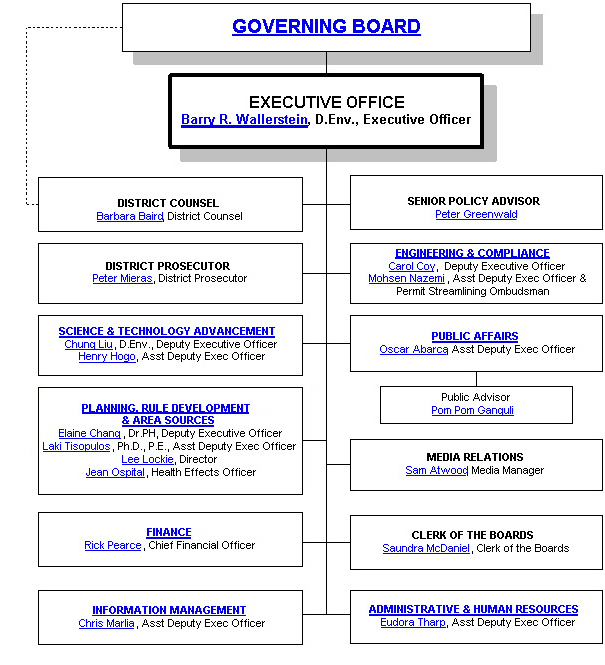 GOVERNING BOARD
EXECUTIVE OFFICE
Barry R. Wallerstein, D.Env., Executive Officer
DISTRICT COUNSEL
Barbara Baird, District Counsel
SENIOR POLICY ADVISOR
Peter Greenwald
DISTRICT PROSECUTOR
Peter Mieras, District Prosecutor
ENGINEERING & COMPLIANCE
Carol Coy, Deputy Executive Officer
Mohsen Nazemi, Asst Deputy Exec Officer &
Permit Streamlining Ombudsman
SCIENCE & TECHNOLOGY ADVANCEMENT
Chung Liu, D.Env., Deputy Executive Officer
Henry Hogo, Asst Deputy Exec Officer
PUBLIC AFFAIRS
Oscar Abarca, Asst Deputy Exec Officer
Public Advisor
Pom Pom Ganguli
PLANNING, RULE DEVELOPMENT
& AREA SOURCES
Elaine Chang, Dr.PH, Deputy Executive Officer
Laki Tisopulos, Ph.D., P.E., Asst Deputy Exec Officer
Lee Lockie, Director
Jean Ospital, Health Effects Officer
MEDIA RELATIONS
Sam Atwood, Media Manager
FINANCE
Rick Pearce, Chief Financial Officer
CLERK OF THE BOARDS
Saundra McDaniel, Clerk of the Boards
INFORMATION MANAGEMENT
Chris Marlia, Asst Deputy Exec Officer
ADMINISTRATIVE & HUMAN RESOURCES
Eudora Tharp, Asst Deputy Exec Officer